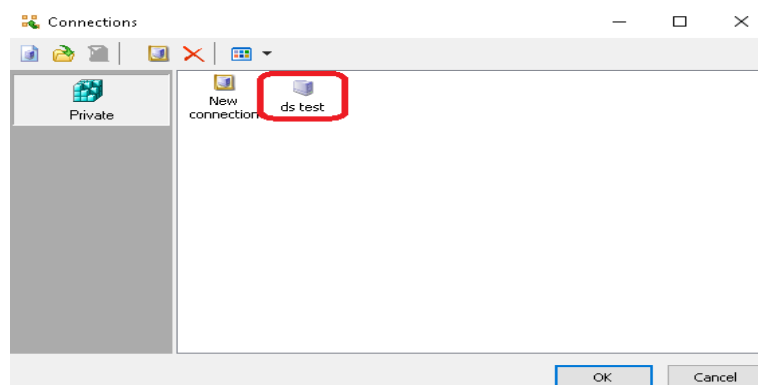 Connections
Private
New
connection
ds test
OK
Cancel